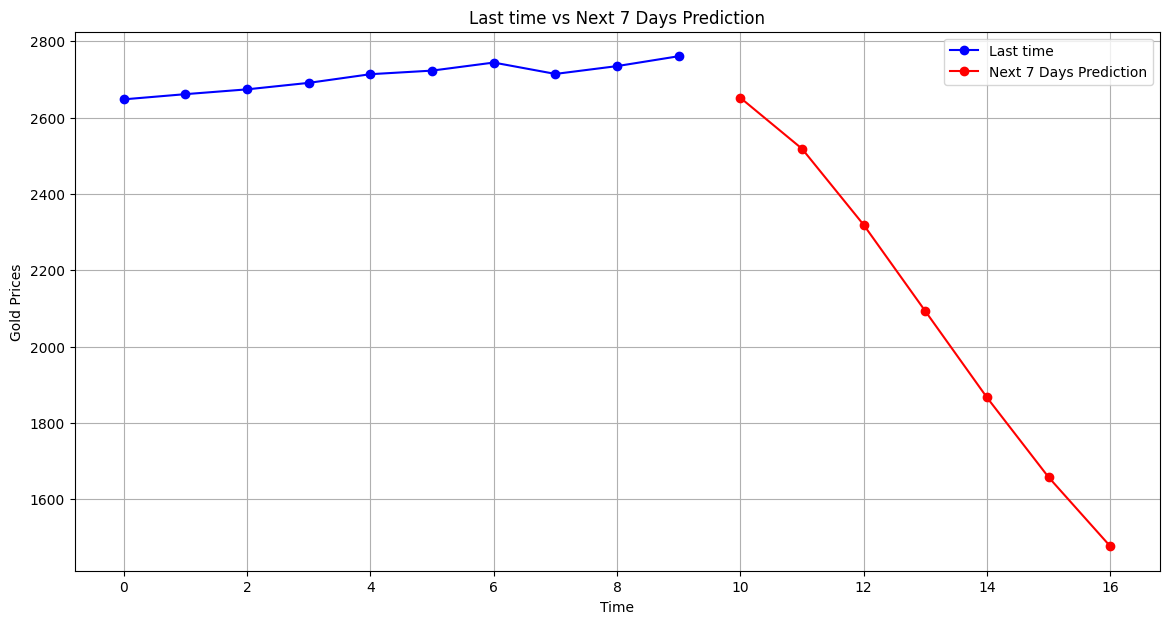 Last time vs Next 7 Days Prediction
Last time
Next 7 Days Prediction
Gold Prices
2800
2600
2400
2200
2000
1800
1600
0 2 4 6 8 10 12 14 16
Time